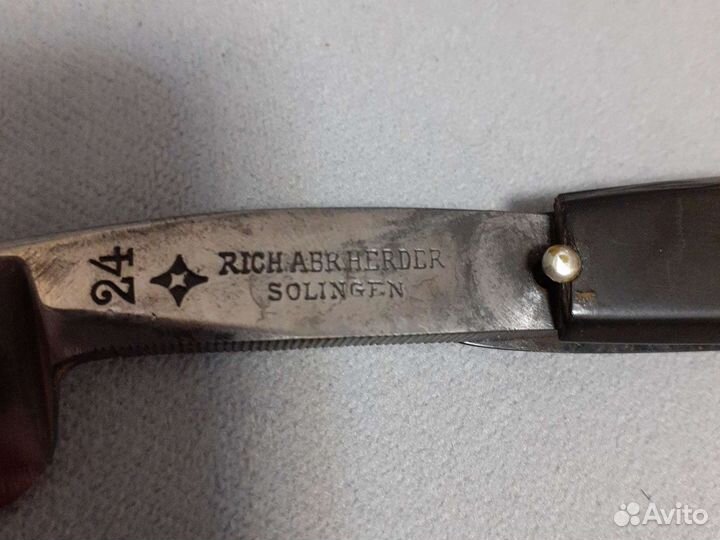 24
RICH ABR HERDER
SOLINGEN
Avito